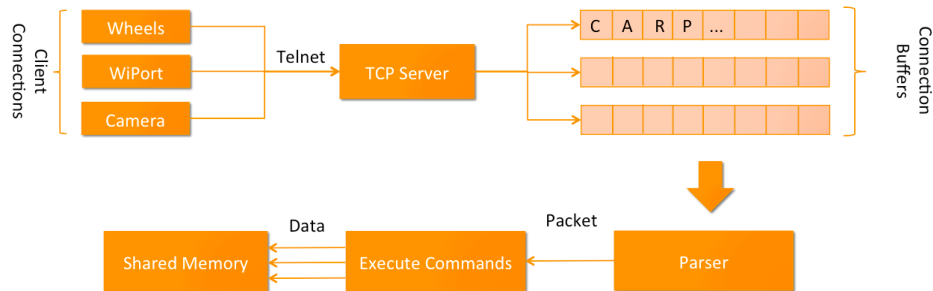 Client
Connections
Wheels
WiPort
Camera
Telnet
TCP Server
C A R P ...
Connection
Buffers
Parser
Packet
Execute Commands
Data
Shared Memory